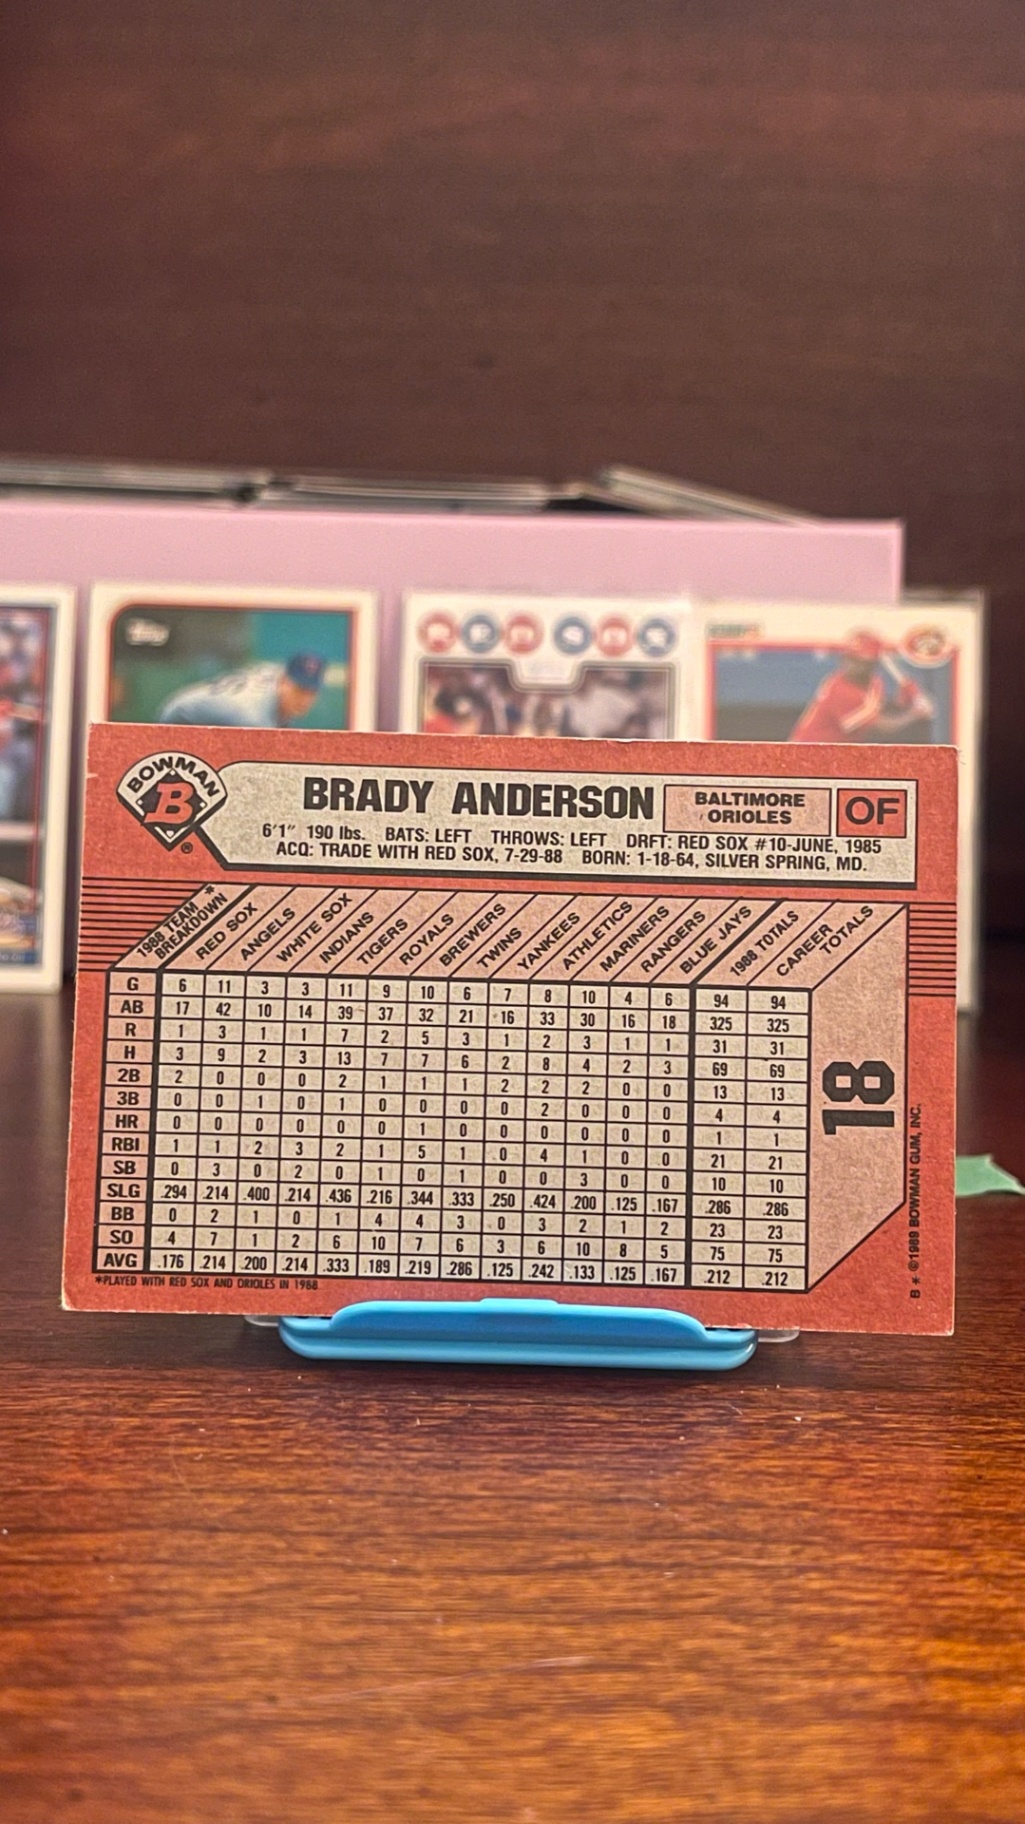 Topps
RED SOX
BOWMAN
B
®
BRADY ANDERSON
BALTIMORE
ORIOLES
OF
6'1" 190 lbs. BATS: LEFT THROWS: LEFT DRFT: RED SOX #10-JUNE, 1985
ACQ: TRADE WITH RED SOX, 7-29-88 BORN: 1-18-64, SILVER SPRING, MD.
1988 TEAM * BREAKDOWN RED SOX ANGELS WHITE SOX INDIANS TIGERS ROYALS BREWERS TWINS YANKEES ATHLETICS MARINERS RANGERS BLUE JAYS 1988 TOTALS CAREER TOTALS
G 6 11 3 3 11 9 10 6 7 8 10 4 6 94 94
AB 17 42 10 14 39 37 32 21 16 33 30 16 18 325 325
R 1 3 1 1 7 2 5 3 1 2 3 1 1 31 31
H 3 9 2 3 13 7 7 6 2 8 4 2 3 69 69
2B 2 0 0 0 2 1 1 1 2 2 2 0 0 13 13
3B 0 0 1 0 1 0 0 0 0 2 0 0 0 4 4
HR 0 0 0 0 0 0 1 0 0 0 0 0 0 1 1
RBI 1 1 2 3 2 1 5 1 0 4 1 0 0 21 21
SB 0 3 0 2 0 1 0 1 0 0 3 0 0 10 10
SLG .294 .214 .400 .214 .436 .216 .344 .333 .250 .424 .200 .125 .167 .286 .286
BB 0 2 1 0 1 4 4 3 0 3 2 1 2 23 23
SO 4 7 1 2 6 10 7 6 3 6 10 8 5 75 75
AVG .176 .214 .200 .214 .333 .189 .219 .286 .125 .242 .133 .125 .167 .212 .212
*PLAYED WITH RED SOX AND ORIOLES IN 1988
18
B * ©1989 BOWMAN GUM, INC.